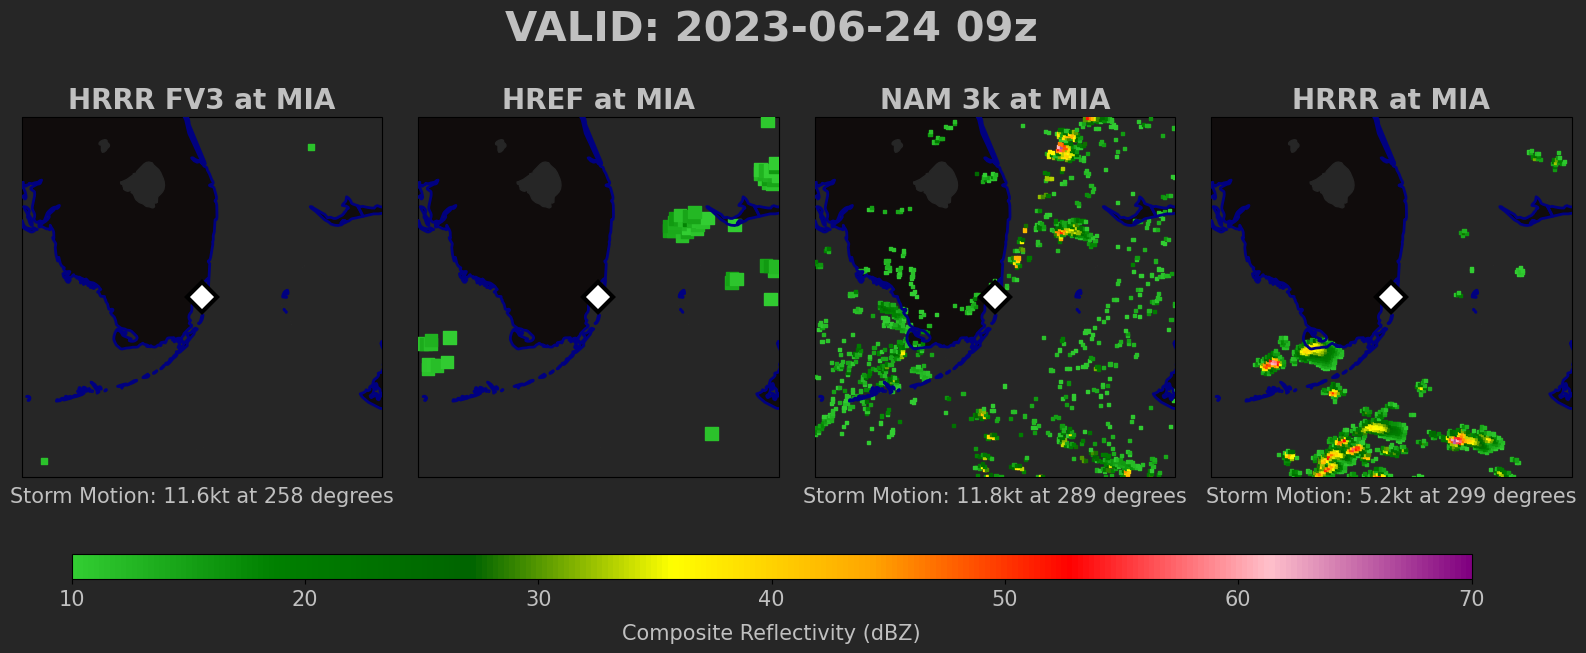 VALID: 2023-06-24 09z
HRRR FV3 at MIA
HREF at MIA
NAM 3k at MIA
HRRR at MIA
Storm Motion: 11.6kt at 258 degrees
Storm Motion: 11.8kt at 289 degrees
Storm Motion: 5.2kt at 299 degrees
10 20 30 40 50 60 70
Composite Reflectivity (dBZ)